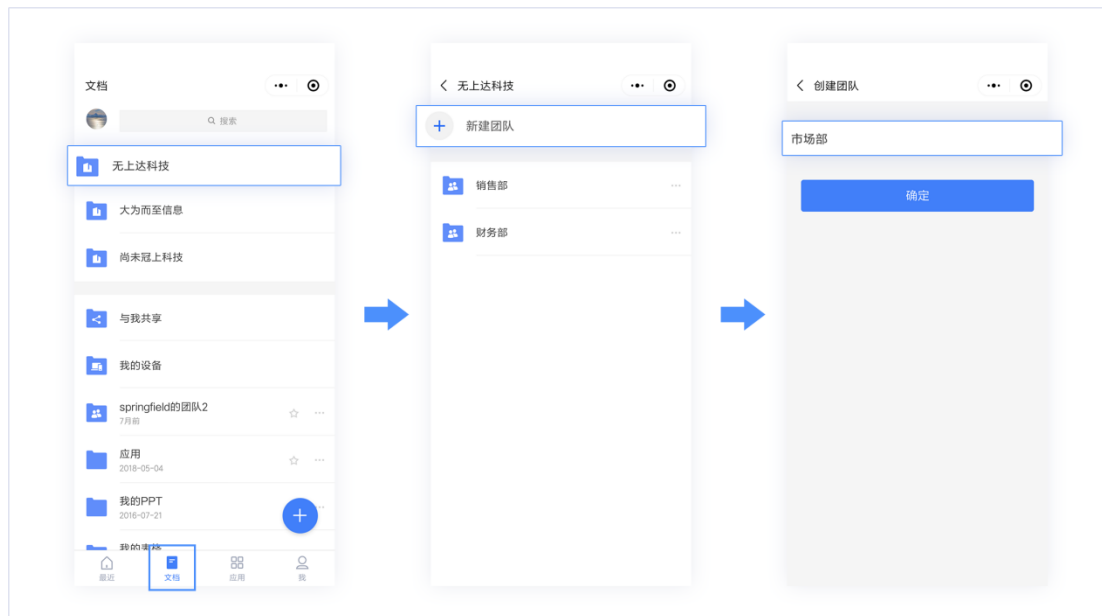 文档
搜索
无上达科技
大为而至信息
尚未冠上科技
与我共享
我的设备
springfield的团队2
7月前
应用
2018-05-04
我的PPT
2016-07-21
我的表格
最近
文档
应用
我
无上达科技
新建团队
销售部
财务部
创建团队
市场部
确定